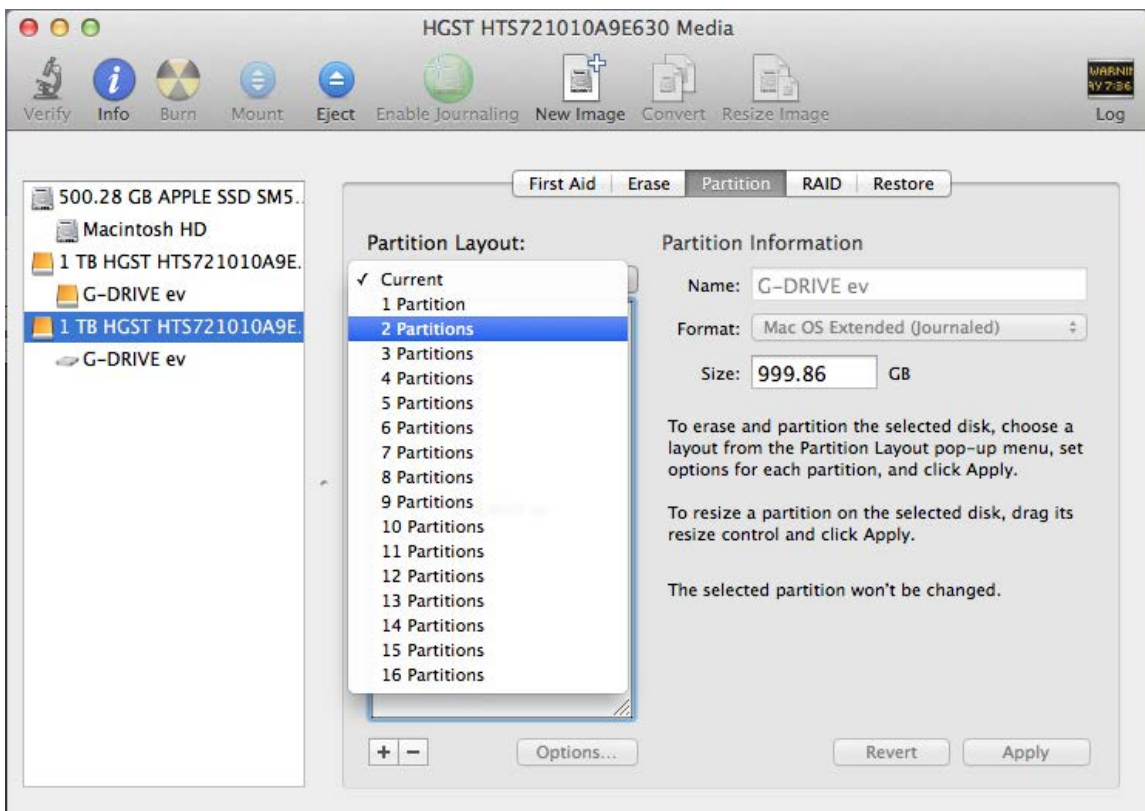 HGST HTS721010A9E630 Media
WARNIN
AY 7:36
Verify Info Burn Mount Eject Enable Journaling New Image Convert Resize Image Log
First Aid Erase Partition RAID Restore
500.28 GB APPLE SSD SM5..
Macintosh HD
1 TB HGST HTS721010A9E.
G-DRIVE ev
1 TB HGST HTS721010A9E.
G-DRIVE ev
Partition Layout:
✓ Current
1 Partition
2 Partitions
3 Partitions
4 Partitions
5 Partitions
6 Partitions
7 Partitions
8 Partitions
9 Partitions
10 Partitions
11 Partitions
12 Partitions
13 Partitions
14 Partitions
15 Partitions
16 Partitions
+ −
Options...
Partition Information
Name: G-DRIVE ev
Format: Mac OS Extended (Journaled)
Size: 999.86 GB
To erase and partition the selected disk, choose a
layout from the Partition Layout pop-up menu, set
options for each partition, and click Apply.
To resize a partition on the selected disk, drag its
resize control and click Apply.
The selected partition won't be changed.
Revert Apply